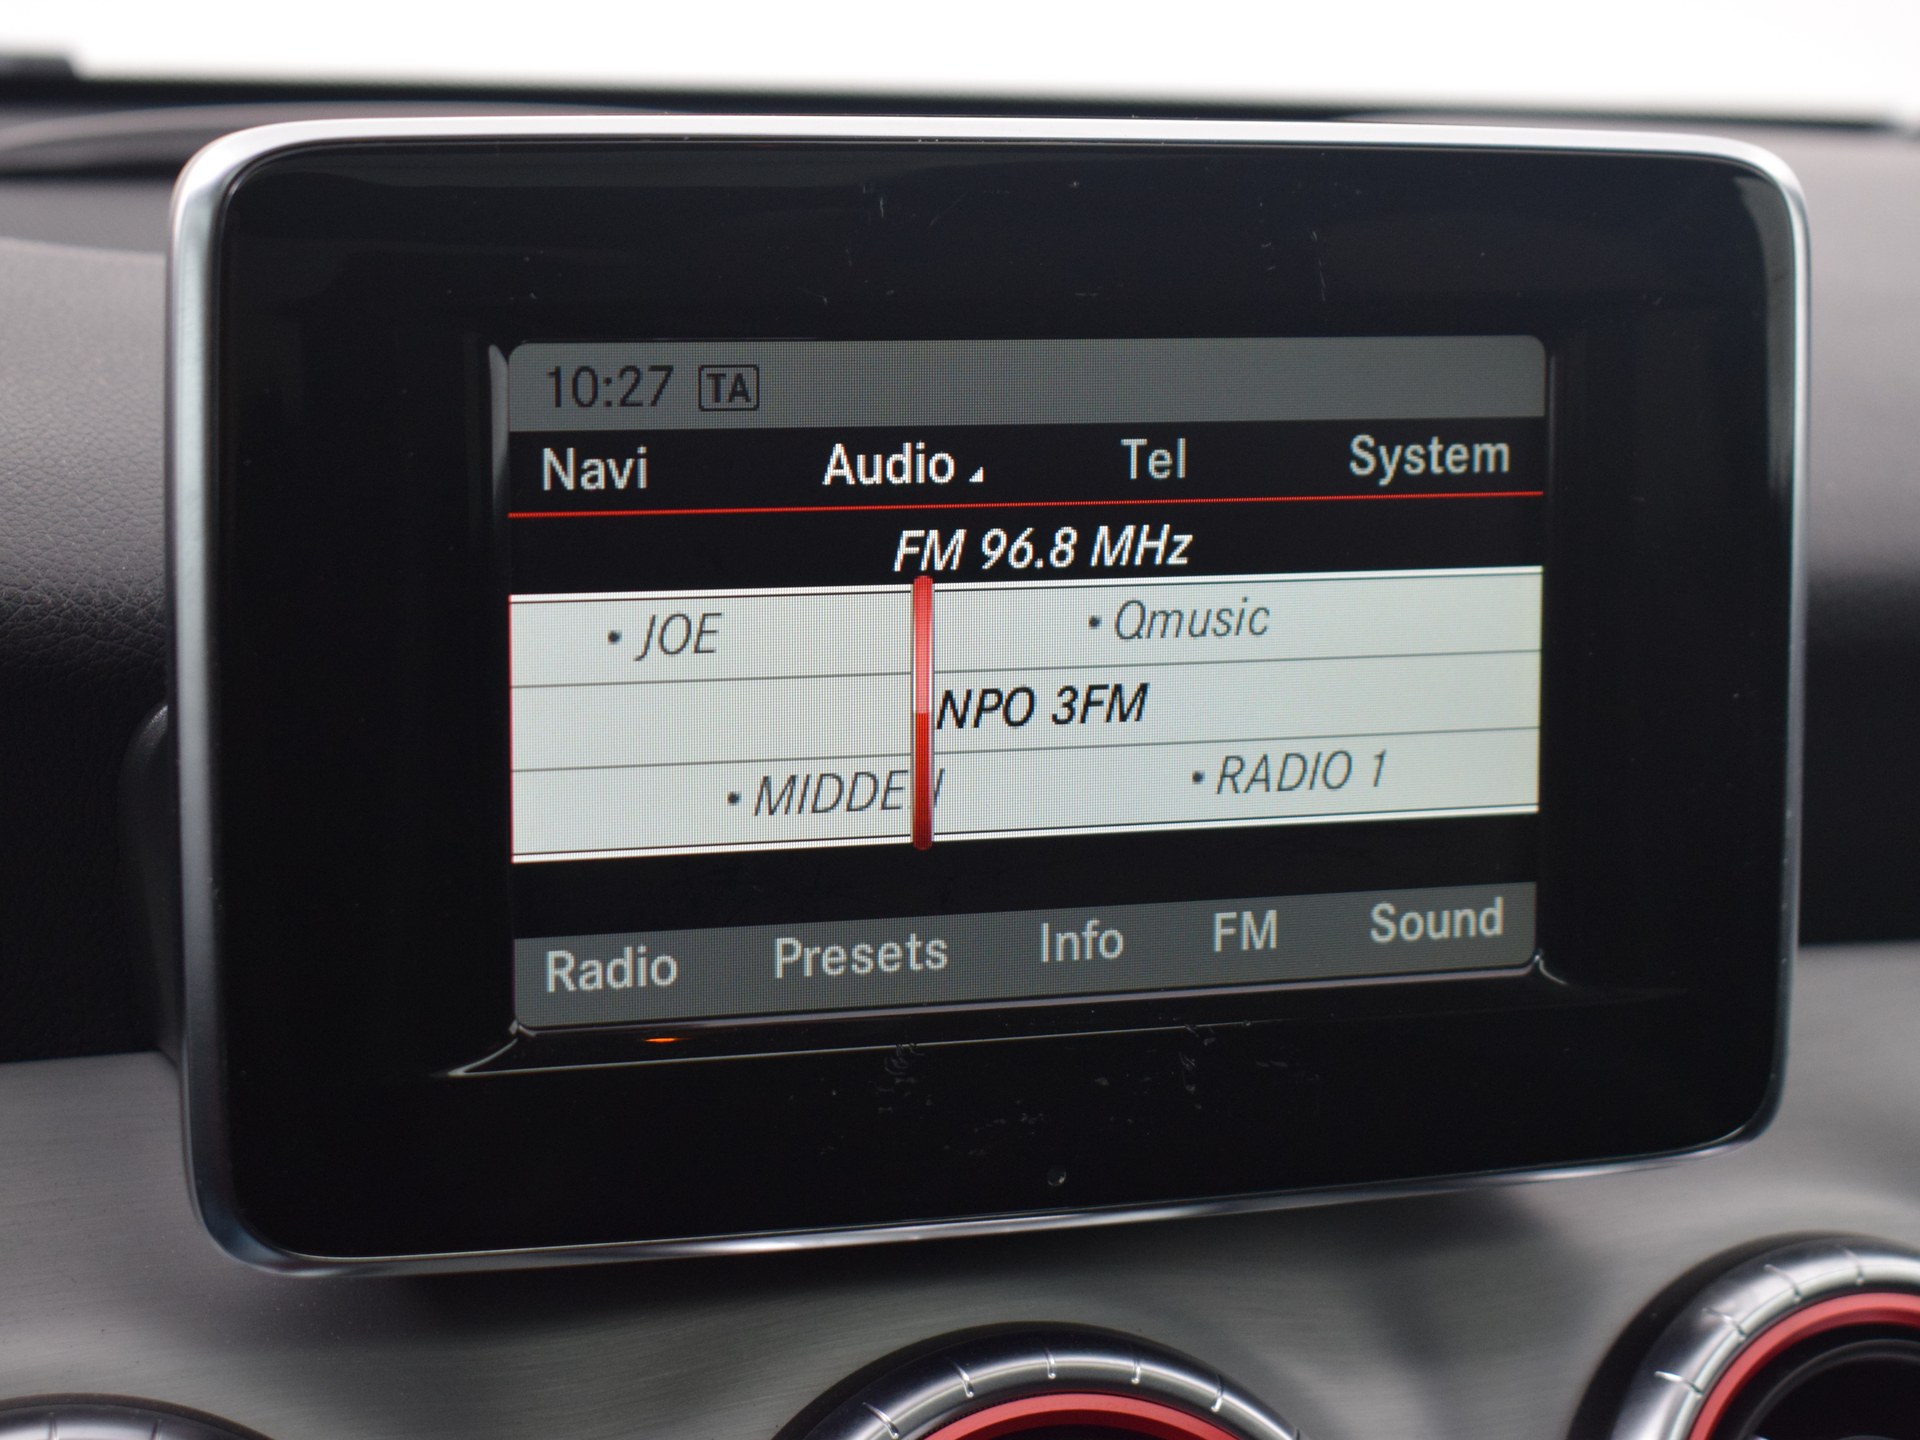 10:27 TA
Navi Audio Tel System
FM 96.8 MHz
• JOE • Qmusic
NPO 3FM
• MIDDEN • RADIO 1
Radio Presets Info FM Sound